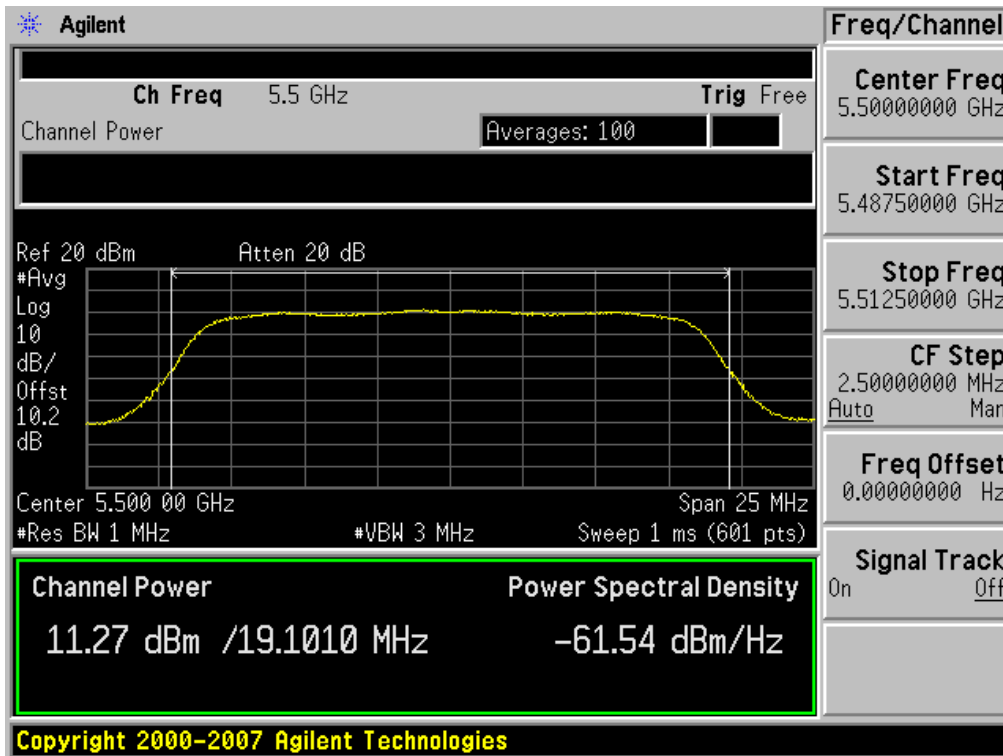 Agilent
Freq/Channel
Ch Freq 5.5 GHz Trig Free
Channel Power Averages: 100
Center Freq
5.50000000 GHz
Start Freq
5.48750000 GHz
Stop Freq
5.51250000 GHz
CF Step
2.50000000 MHz
Auto Man
Freq Offset
0.00000000 Hz
Signal Track
On Off
Ref 20 dBm Atten 20 dB
#Avg
Log
10
dB/
Offst
10.2
dB
Center 5.500 00 GHz Span 25 MHz
#Res BW 1 MHz #VBW 3 MHz Sweep 1 ms (601 pts)
Channel Power Power Spectral Density
11.27 dBm /19.1010 MHz -61.54 dBm/Hz
Copyright 2000-2007 Agilent Technologies